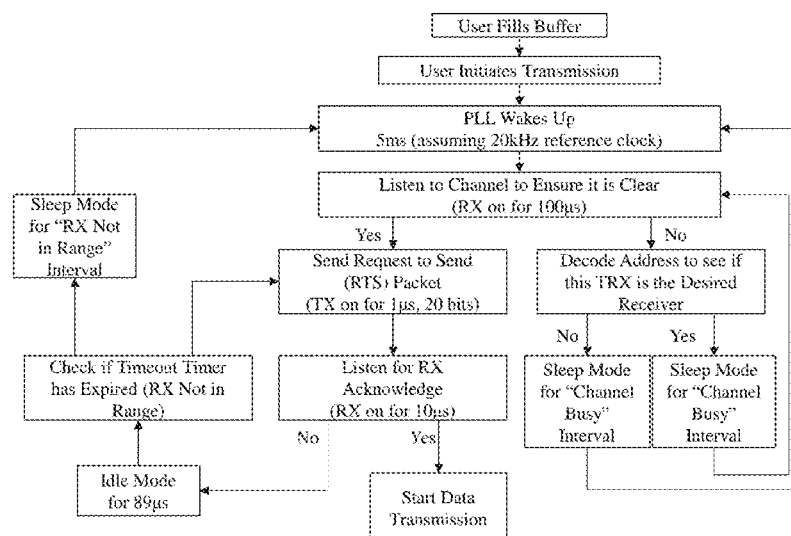 User Fills Buffer
User Initiates Transmission
PLL Wakes Up
5ms (assuming 20kHz reference clock)
Listen to Channel to Ensure it is Clear
(RX on for 100μs)
Yes
No
Sleep Mode
for "RX Not
in Range"
Interval
Send Request to Send
(RTS) Packet
(TX on for 1μs, 20 bits)
Decode Address to see if
this TRX is the Desired
Receiver
No
Yes
Check if Timeout Timer
has Expired (RX Not in
Range)
Listen for RX
Acknowledge
(RX on for 10μs)
Sleep Mode
for "Channel
Busy"
Interval
Sleep Mode
for "Channel
Busy"
Interval
No
Yes
Idle Mode
for 89μs
Start Data
Transmission